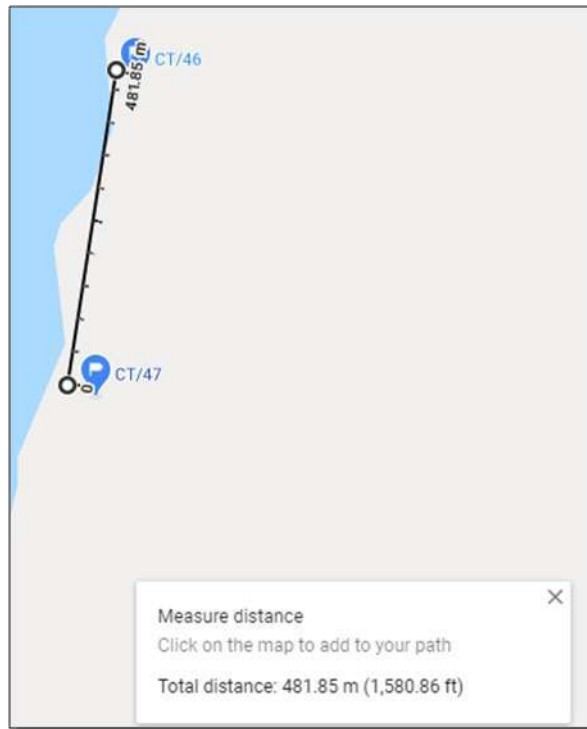 CT/46
481.85 (m)
CT/47
0
Measure distance
Click on the map to add to your path
Total distance: 481.85 m (1,580.86 ft)